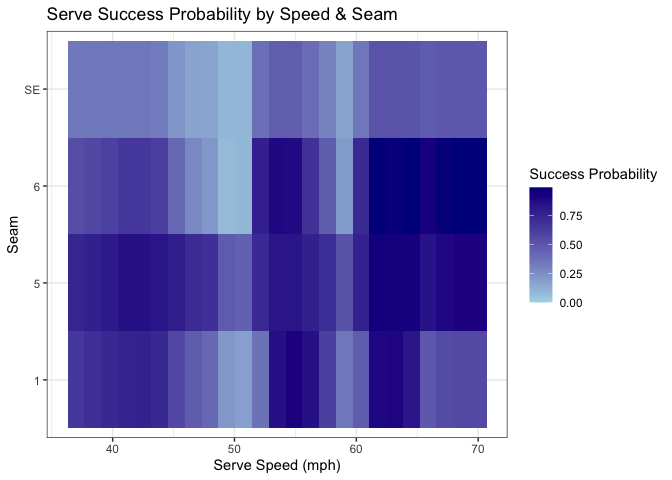 Serve Success Probability by Speed & Seam
SE
6
5
1
Seam
40 50 60 70
Serve Speed (mph)
Success Probability
0.75
0.50
0.25
0.00